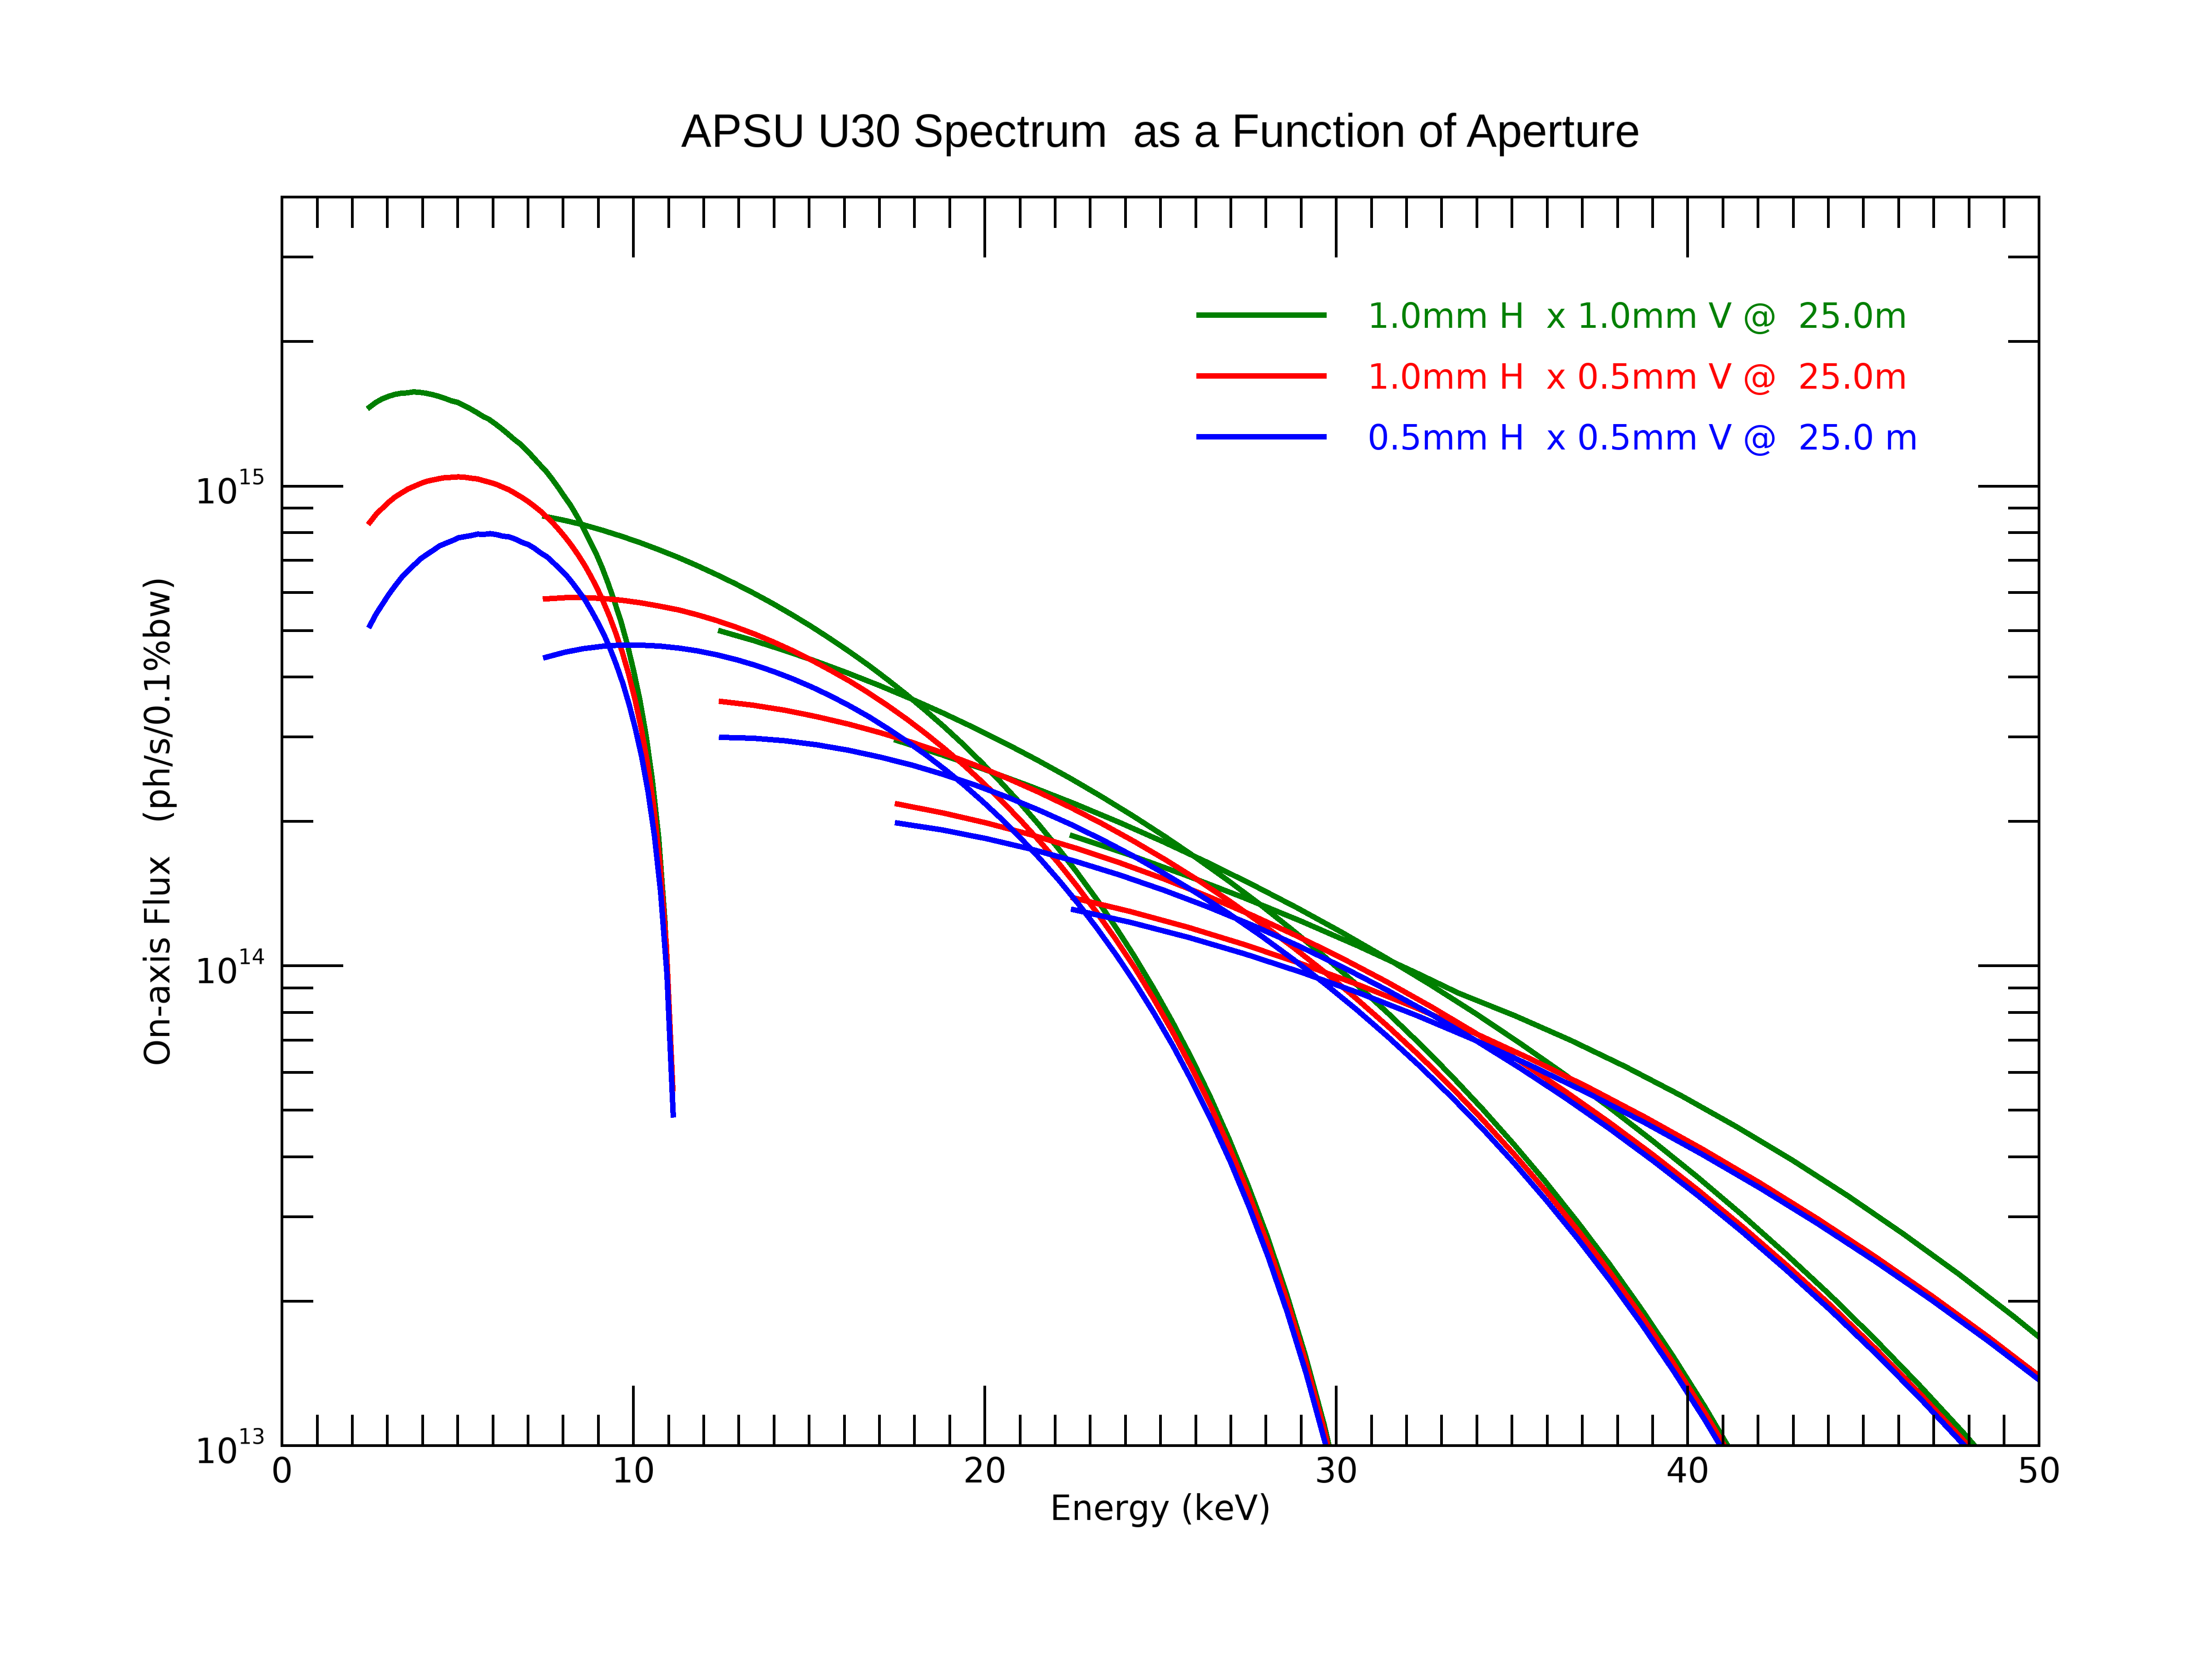 APSU U30 Spectrum  as a Function of Aperture
1.0mm H  x 1.0mm V @  25.0m
1.0mm H  x 0.5mm V @  25.0m
0.5mm H  x 0.5mm V @  25.0 m
On-axis Flux  (ph/s/0.1%bw)
10^15
10^14
10^13
0 10 20 30 40 50
Energy (keV)